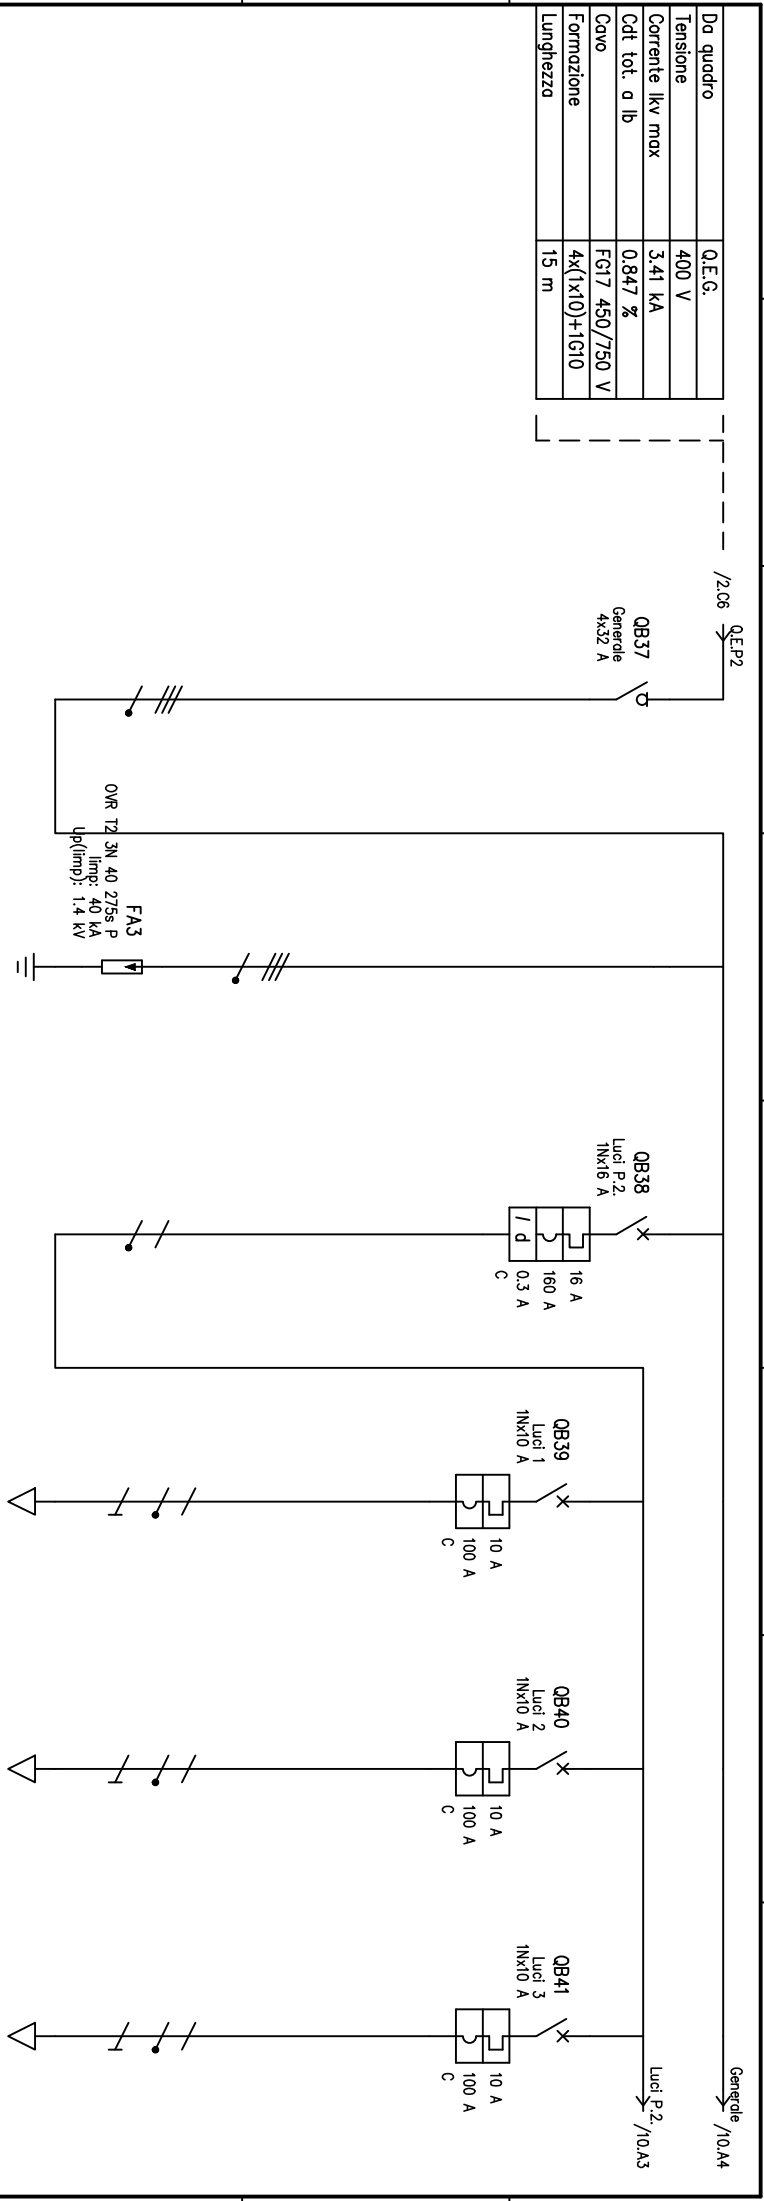 Da quadro Q.E.G.
Tensione 400 V
Corrente Ikv max 3.41 kA
Cdt tot. a Ib 0.847 %
Cavo FG17 450/750 V
Formazione 4x(1x10)+1G10
Lunghezza 15 m
/2.C6
Q.E.P2
QB37
Generale
4x32 A
FA3
OVR T2 3N 40 275s P
Iimp: 40 kA
Up(Iimp): 1.4 kV
QB38
Luci P.2.
1Nx16 A
16 A
160 A
I d
0.3 A
C
QB39
Luci 1
1Nx10 A
10 A
100 A
C
QB40
Luci 2
1Nx10 A
10 A
100 A
C
QB41
Luci 3
1Nx10 A
10 A
100 A
C
Generale
/10.A4
Luci P.2.
/10.A3